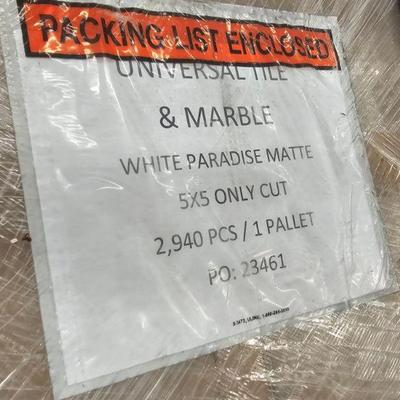 PACKING LIST ENCLOSED
UNIVERSAL TILE
& MARBLE
WHITE PARADISE MATTE
5X5 ONLY CUT
2,940 PCS / 1 PALLET
PO: 23461